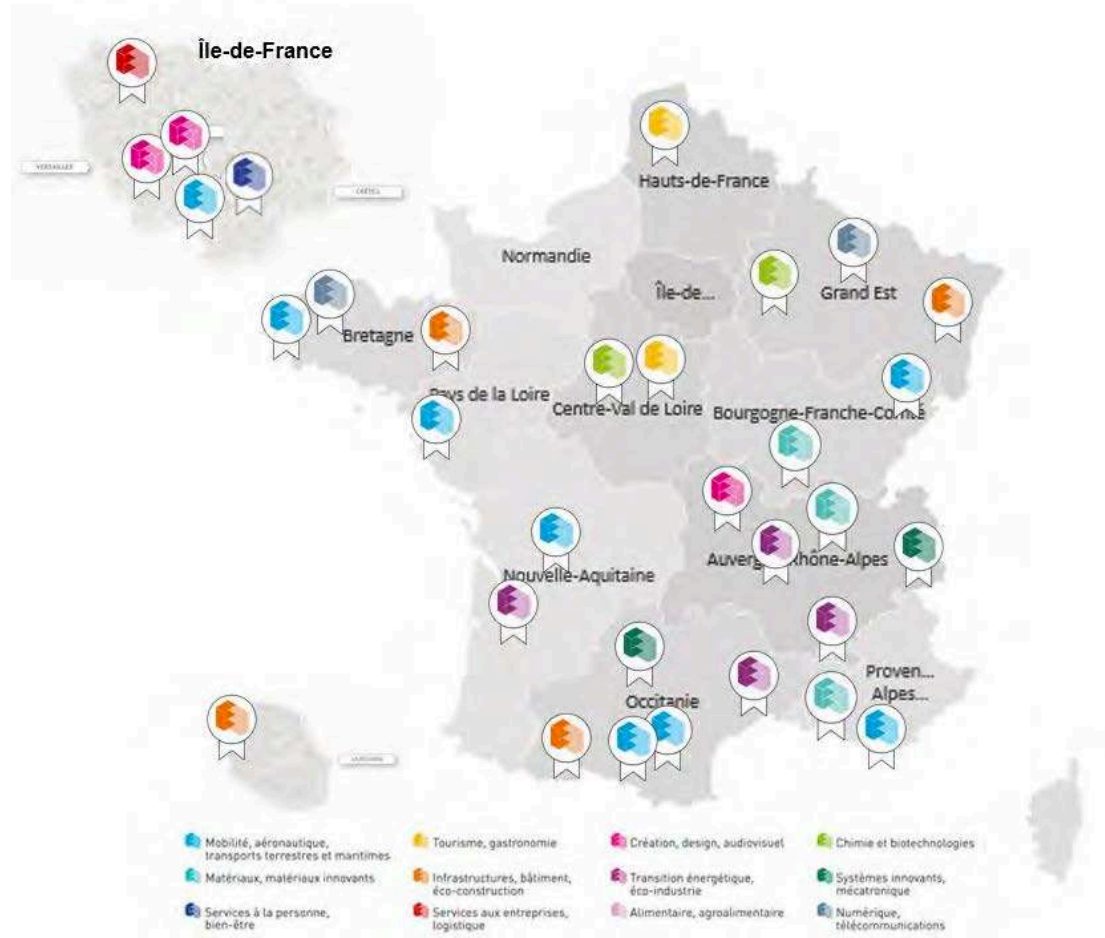 Île-de-France
VERSAILLES
CRÉTEIL
Hauts-de-France
Normandie
Île-de...
Grand Est
Bretagne
Pays de la Loire
Centre-Val de Loire
Bourgogne-Franche-Comté
Auvergne-Rhône-Alpes
Nouvelle-Aquitaine
Proven...
Alpes...
Occitanie
Mobilité, aéronautique,
transports terrestres et maritimes
Tourisme, gastronomie
Création, design, audiovisuel
Chimie et biotechnologies
Matériaux, matériaux innovants
Infrastructures, bâtiment,
éco-construction
Transition énergétique,
éco-industrie
Systèmes innovants,
mécatronique
Services à la personne,
bien-être
Services aux entreprises,
logistique
Alimentaire, agroalimentaire
Numérique,
télécommunications